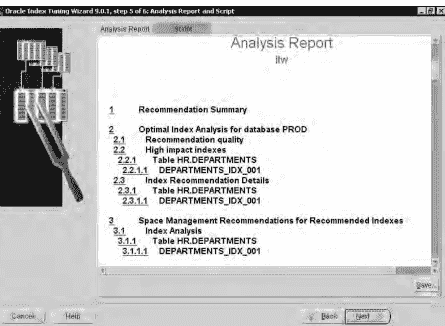 Oracle Index Tuning Wizard 9.0.1, step 5 of 6: Analysis Report and Script
Analysis Report Script
Analysis Report
itw
1 Recommendation Summary
2 Optimal Index Analysis for database PROD
2.1 Recommendation quality
2.2 High impact indexes
2.2.1 Table HR.DEPARTMENTS
2.2.1.1 DEPARTMENTS_IDX_001
2.3 Index Recommendation Details
2.3.1 Table HR.DEPARTMENTS
2.3.1.1 DEPARTMENTS_IDX_001
3 Space Management Recommendations for Recommended Indexes
3.1 Index Analysis
3.1.1 Table HR.DEPARTMENTS
3.1.1.1 DEPARTMENTS_IDX_001
Save...
Cancel Help Back Next